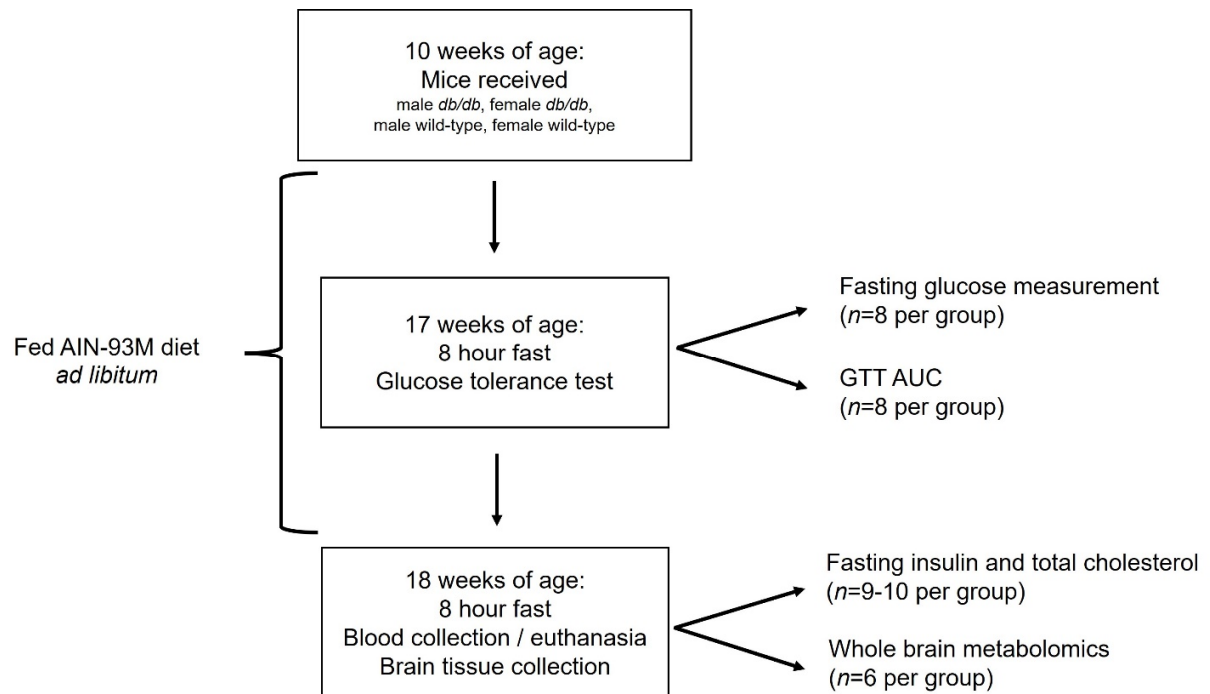 10 weeks of age:
Mice received
male db/db, female db/db,
male wild-type, female wild-type
Fed AIN-93M diet
ad libitum
17 weeks of age:
8 hour fast
Glucose tolerance test
Fasting glucose measurement
(n=8 per group)
GTT AUC
(n=8 per group)
18 weeks of age:
8 hour fast
Blood collection / euthanasia
Brain tissue collection
Fasting insulin and total cholesterol
(n=9-10 per group)
Whole brain metabolomics
(n=6 per group)